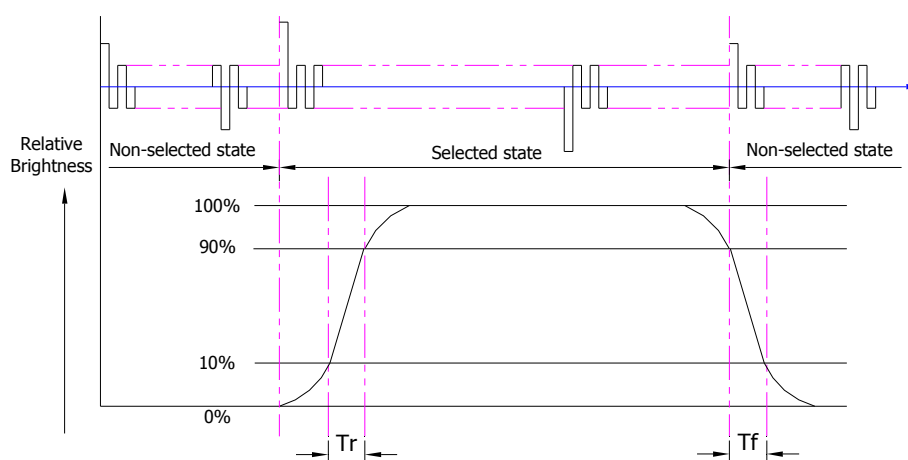 Relative
Brightness
Non-selected state
Selected state
Non-selected state
100%
90%
10%
0%
Tr
Tf